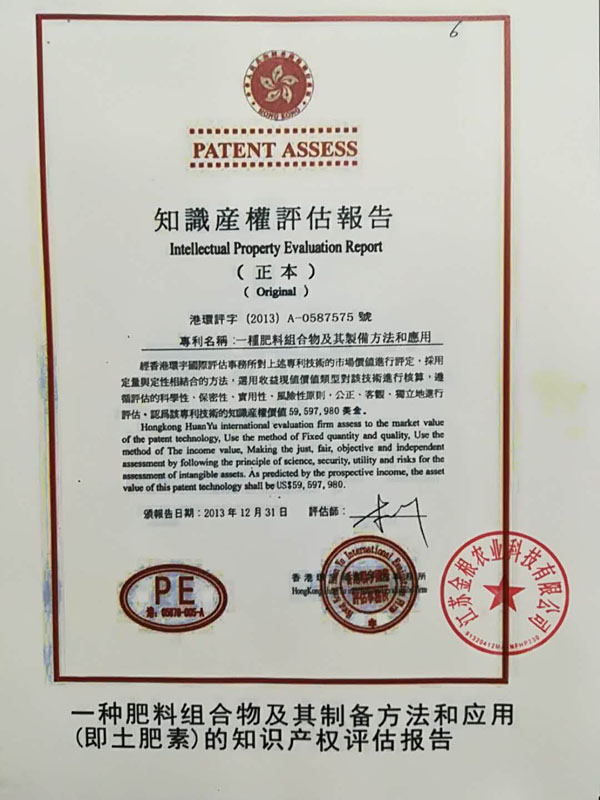 6
HONG KONG
PATENT ASSESS
知識産權評估報告
Intellectual Property Evaluation Report
(正本)
( Original )
港環評字 (2013) A-0587575 號
專利名稱:一種肥料組合物及其製備方法和應用
經香港環宇國際評估事務所對上述專利技術的市場價值進行評定，採用
定量與定性相結合的方法，選用收益現值價值類型對該技術進行核算，遵
循評估的科學性、保密性、實用性、風險性原則，公正、客觀、獨立地進行
評估。認爲該專利技術的知識産權價值 59,597,980 美金。
Hongkong HuanYu international evaluation firm assess to the market value
of the patent technology, Use the method of Fixed quantity and quality, Use the
method of The income value, Making the just, fair, objective and independent
assessment by following the principle of science, security, utility and risks for the
assessment of intangible assets. As predicted by the prospective income, the asset
value of this patent technology shall be US$59,597,980.
頒報告日期:2013 年 12 月 31 日 評估師:
PE
港: 05870-005-A
香港環
務所
HongKong
firm
江苏金根农业科技有限公司
一种肥料组合物及其制备方法和应用
(即土肥素)的知识产权评估报告